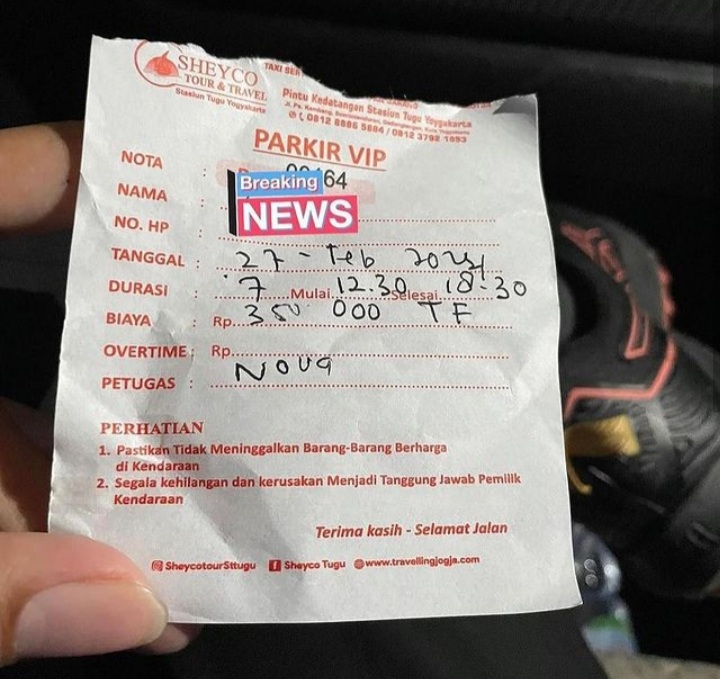 SHEYCO
TOUR & TRAVEL
Stasiun Tugu Yogyakarta
TAXI SER
Pintu Kedatangan Stasiun Tugu Yogyakarta
0812 8886 5684 / 0812 3792 1093
PARKIR VIP
NOTA : 64
Breaking
NEWS
NAMA :
NO. HP :
TANGGAL : 27 - Feb
DURASI : 7 Mulai 12.30 Selesai 18.30
BIAYA : Rp. 350 000 TF
OVERTIME : Rp.
PETUGAS : Nova
PERHATIAN
1. Pastikan Tidak Meninggalkan Barang-Barang Berharga
di Kendaraan
2. Segala kehilangan dan kerusakan Menjadi Tanggung Jawab Pemilik
Kendaraan
Terima kasih - Selamat Jalan
SheycotourSttugu Sheyco Tugu www.travellingjogja.com